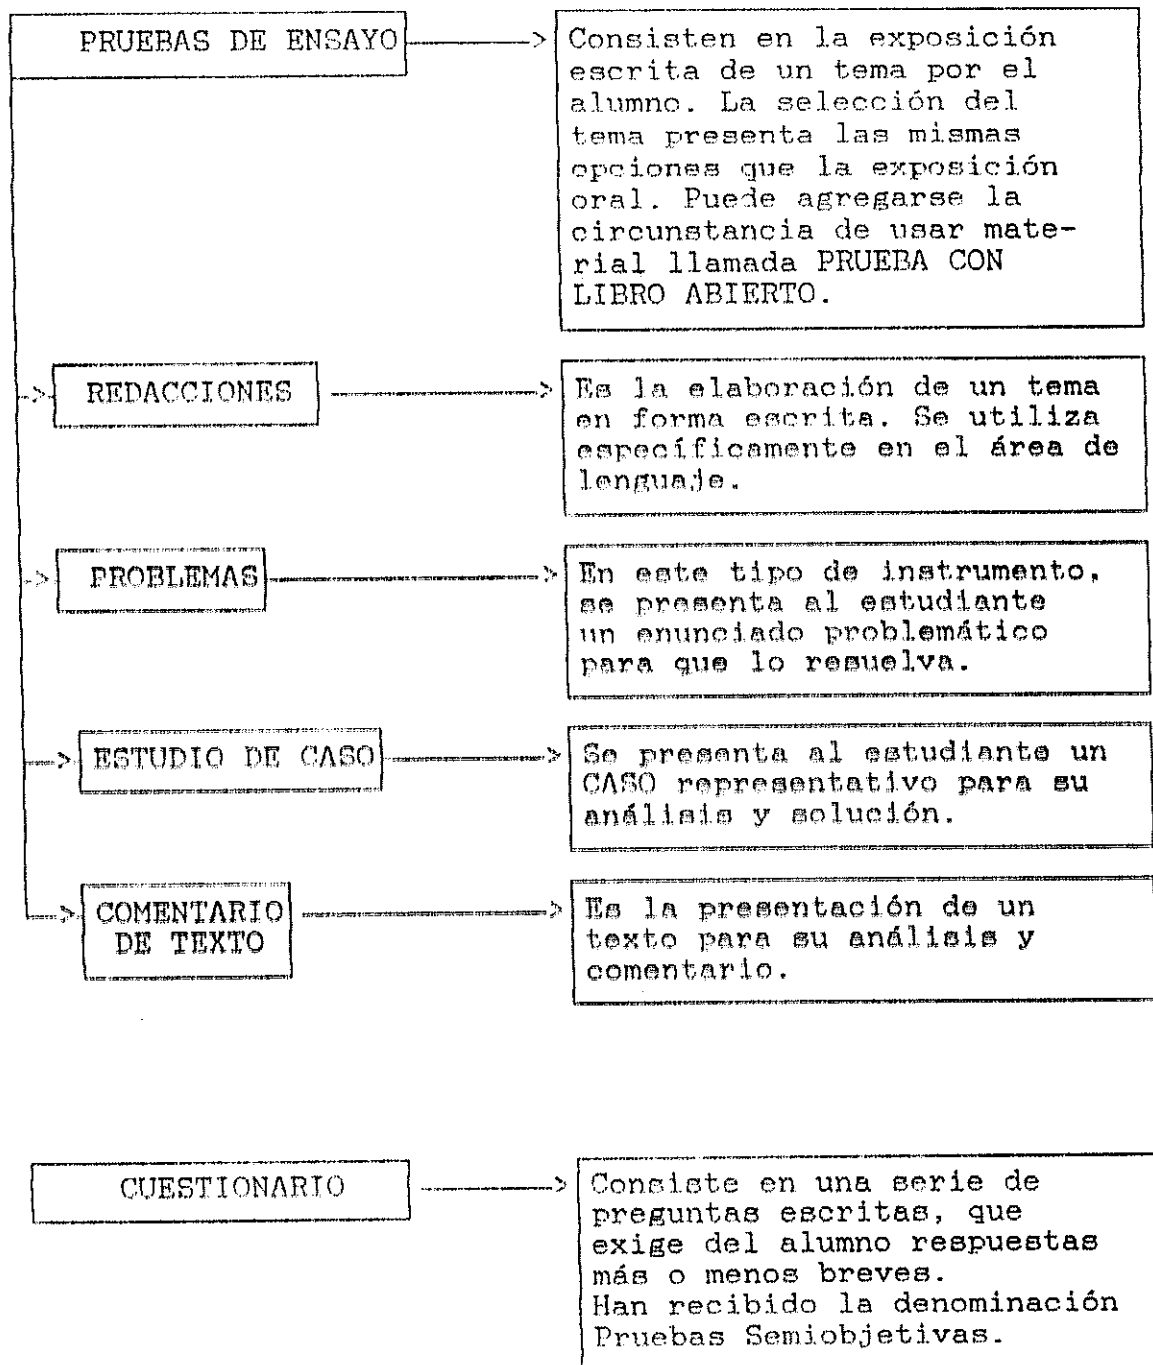 PRUEBAS DE ENSAYO
Consisten en la exposición
escrita de un tema por el
alumno. La selección del
tema presenta las mismas
opciones que la exposición
oral. Puede agregarse la
circunstancia de usar mate-
rial llamada PRUEBA CON
LIBRO ABIERTO.
REDACCIONES
Es la elaboración de un tema
en forma escrita. Se utiliza
específicamente en el área de
lenguaje.
PROBLEMAS
En este tipo de instrumento,
se presenta al estudiante
un enunciado problemático
para que lo resuelva.
ESTUDIO DE CASO
Se presenta al estudiante un
CASO representativo para su
análisis y solución.
COMENTARIO
DE TEXTO
Es la presentación de un
texto para su análisis y
comentario.
CUESTIONARIO
Consiste en una serie de
preguntas escritas, que
exige del alumno respuestas
más o menos breves.
Han recibido la denominación
Pruebas Semiobjetivas.